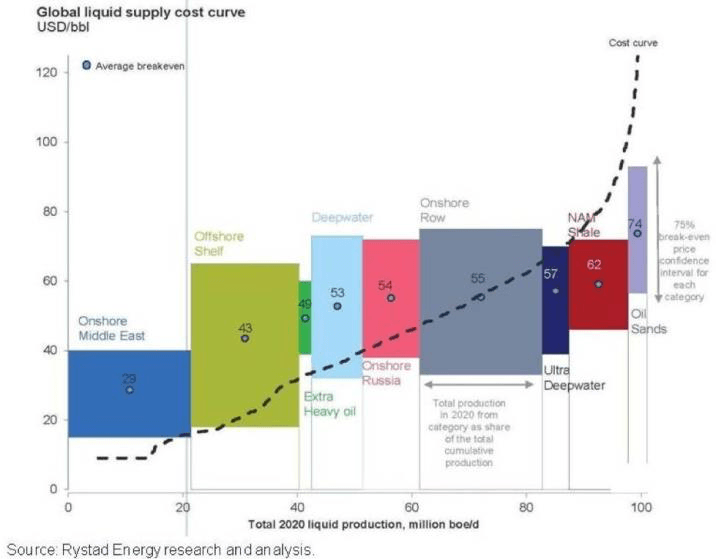 Global liquid supply cost curve
USD/bbl
Cost curve
Average breakeven
120
100
80
60
40
20
0
Onshore
Middle East
29
Offshore
Shelf
43
49
Extra
Heavy oil
Deepwater
53
54
Onshore
Russia
Onshore
Row
55
57
Ultra
Deepwater
NAM
Shale
62
74
Oil
Sands
75%
break-even
price
confidence
interval for
each
category
Total production
in 2020 from
category as share
of the total
cumulative
production
0
20
40
60
80
100
Total 2020 liquid production, million boe/d
Source: Rystad Energy research and analysis.